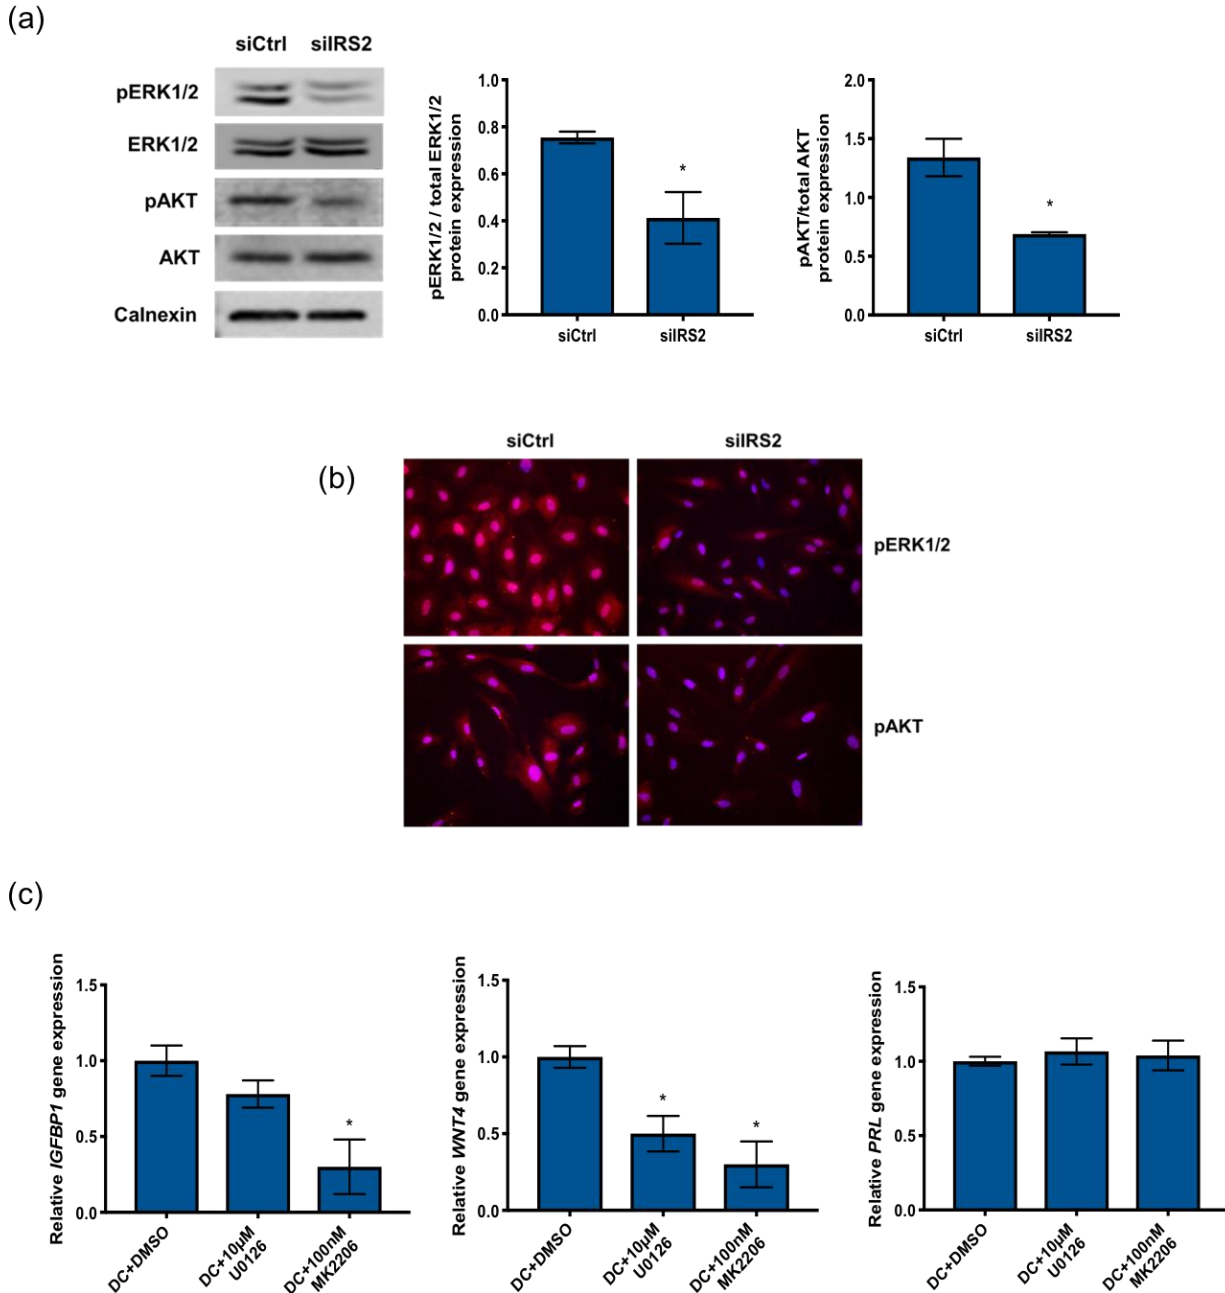 (a)
siCtrl siIRS2
pERK1/2
ERK1/2
pAKT
AKT
Calnexin
pERK1/2 / total ERK1/2
protein expression
1.0
0.8
0.6
0.4
0.2
0.0
*
siCtrl siIRS2
pAKT/total AKT
protein expression
2.0
1.5
1.0
0.5
0.0
*
siCtrl siIRS2
(b)
siCtrl siIRS2
pERK1/2
pAKT
(c)
Relative IGFBP1 gene expression
1.5
1.0
0.5
0.0
*
DC+DMSO
DC+10µM
U0126
DC+100nM
MK2206
Relative WNT4 gene expression
1.5
1.0
0.5
0.0
*
*
DC+DMSO
DC+10µM
U0126
DC+100nM
MK2206
Relative PRL gene expression
1.5
1.0
0.5
0.0
DC+DMSO
DC+10µM
U0126
DC+100nM
MK2206